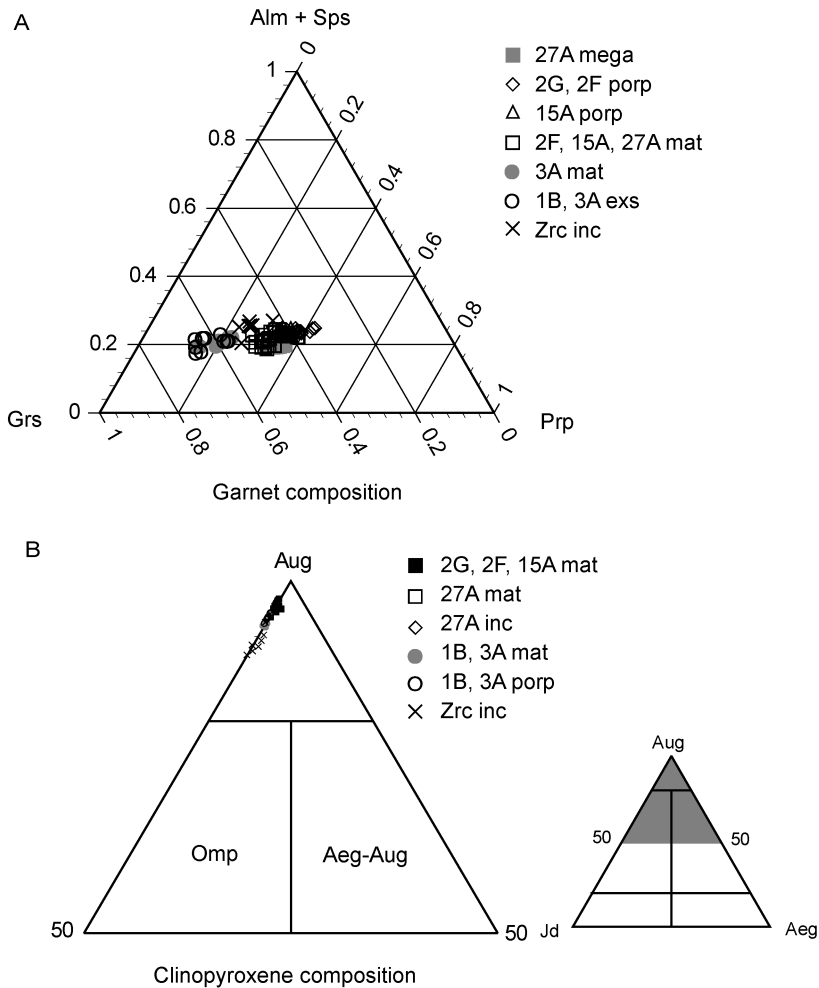 A
Alm + Sps
0
1
0.2
0.8
0.4
0.6
0.6
0.4
0.8
0.2
1
0
Grs
Prp
1
0.8
0.6
0.4
0.2
0
Garnet composition
27A mega
2G, 2F porp
15A porp
2F, 15A, 27A mat
3A mat
1B, 3A exs
Zrc inc
B
Aug
2G, 2F, 15A mat
27A mat
27A inc
1B, 3A mat
1B, 3A porp
Zrc inc
Omp
Aeg-Aug
50
50
Clinopyroxene composition
Aug
50
50
Jd
Aeg